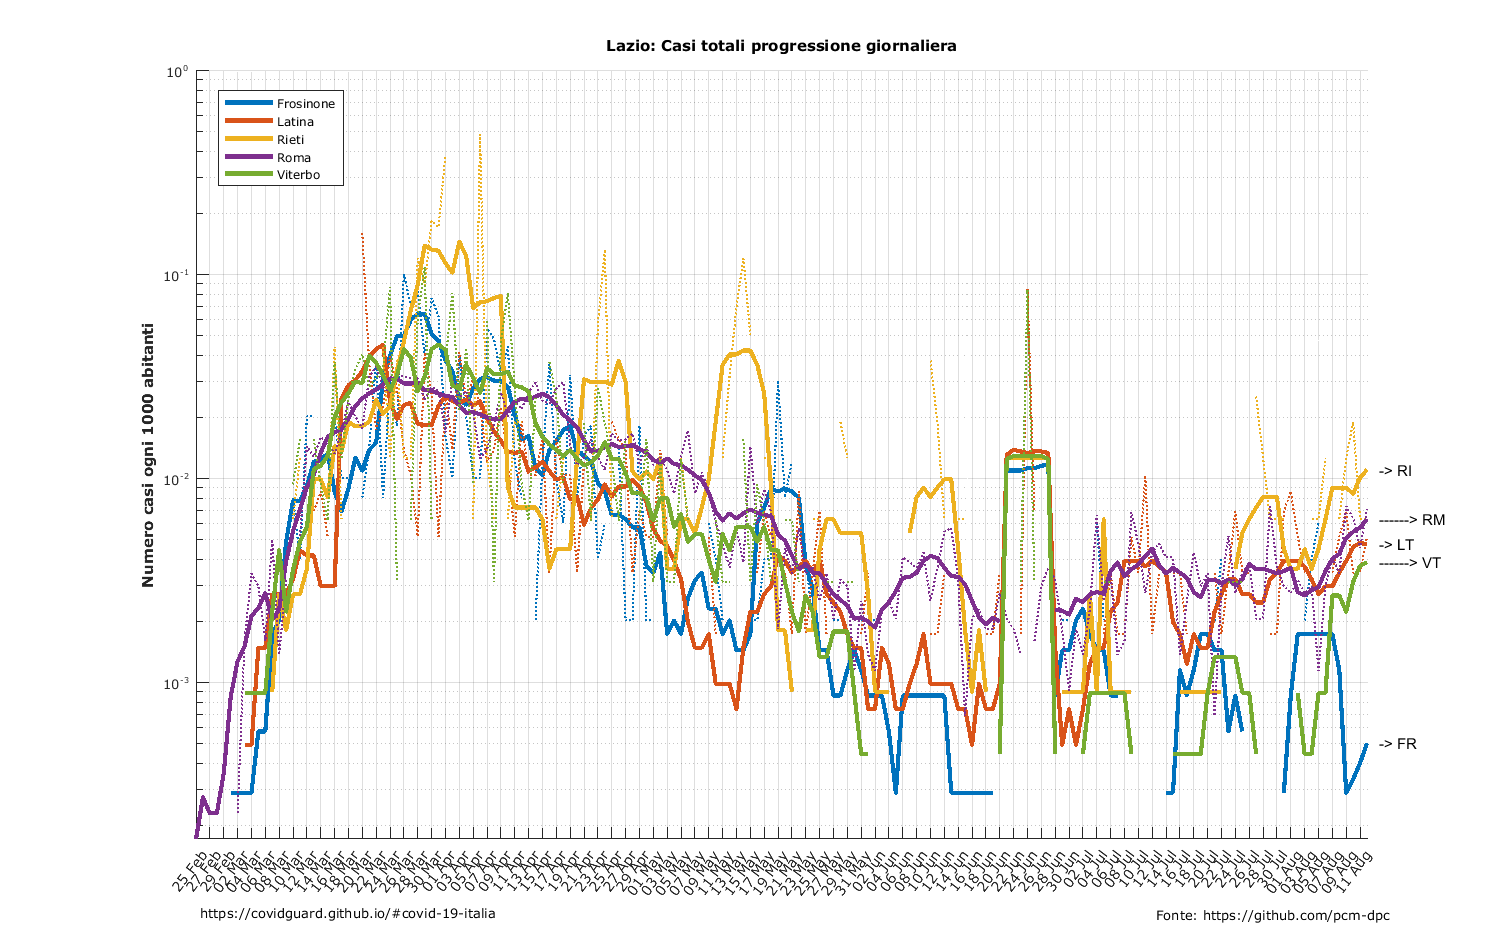 Lazio: Casi totali progressione giornaliera
Numero casi ogni 1000 abitanti
10^0
10^-1
10^-2
10^-3
Frosinone
Latina
Rieti
Roma
Viterbo
-> RI
------> RM
-> LT
------> VT
-> FR
25 Feb
27 Feb
29 Feb
02 Mar
04 Mar
06 Mar
08 Mar
10 Mar
12 Mar
14 Mar
16 Mar
18 Mar
20 Mar
22 Mar
24 Mar
26 Mar
28 Mar
30 Mar
01 Apr
03 Apr
05 Apr
07 Apr
09 Apr
11 Apr
13 Apr
15 Apr
17 Apr
19 Apr
21 Apr
23 Apr
25 Apr
27 Apr
29 Apr
01 May
03 May
05 May
07 May
09 May
11 May
13 May
15 May
17 May
19 May
21 May
23 May
25 May
27 May
29 May
31 May
02 Jun
04 Jun
06 Jun
08 Jun
10 Jun
12 Jun
14 Jun
16 Jun
18 Jun
20 Jun
22 Jun
24 Jun
26 Jun
28 Jun
30 Jun
02 Jul
04 Jul
06 Jul
08 Jul
10 Jul
12 Jul
14 Jul
16 Jul
18 Jul
20 Jul
22 Jul
24 Jul
26 Jul
28 Jul
30 Jul
01 Aug
03 Aug
05 Aug
07 Aug
09 Aug
11 Aug
https://covidguard.github.io/#covid-19-italia
Fonte: https://github.com/pcm-dpc